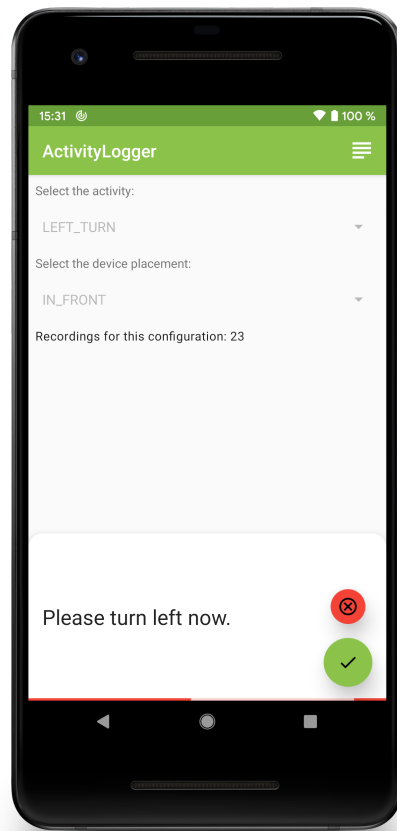 15:31 100 %
ActivityLogger
Select the activity:
LEFT_TURN
Select the device placement:
IN_FRONT
Recordings for this configuration: 23
Please turn left now.